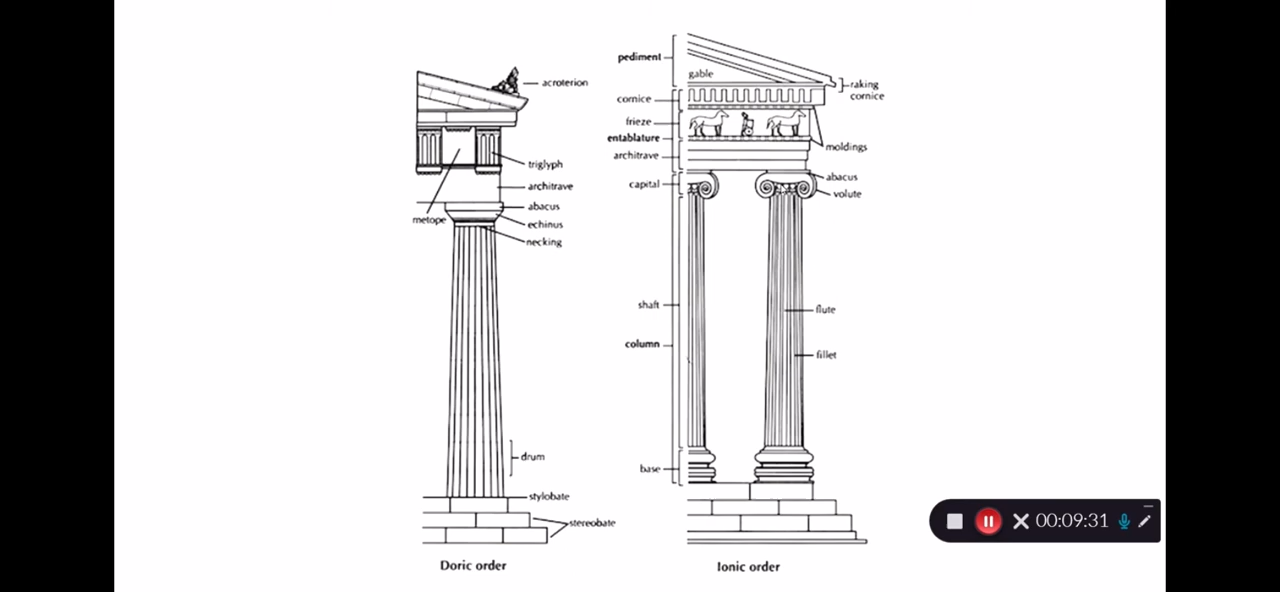 acroterion
triglyph
architrave
abacus
metope
echinus
necking
drum
stylobate
stereobate
Doric order
pediment
gable
raking
cornice
cornice
frieze
entablature
moldings
architrave
abacus
capital
volute
shaft
flute
column
fillet
base
Ionic order
00:09:31